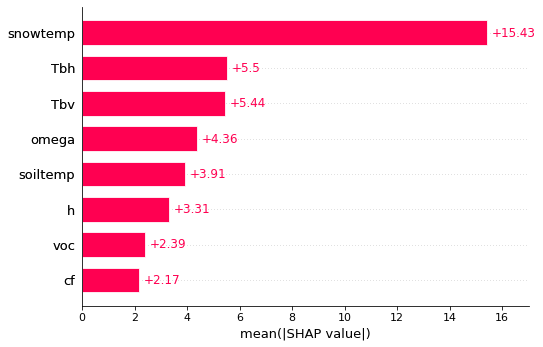 snowtemp +15.43
Tbh +5.5
Tbv +5.44
omega +4.36
soiltemp +3.91
h +3.31
voc +2.39
cf +2.17
0 2 4 6 8 10 12 14 16
mean(|SHAP value|)